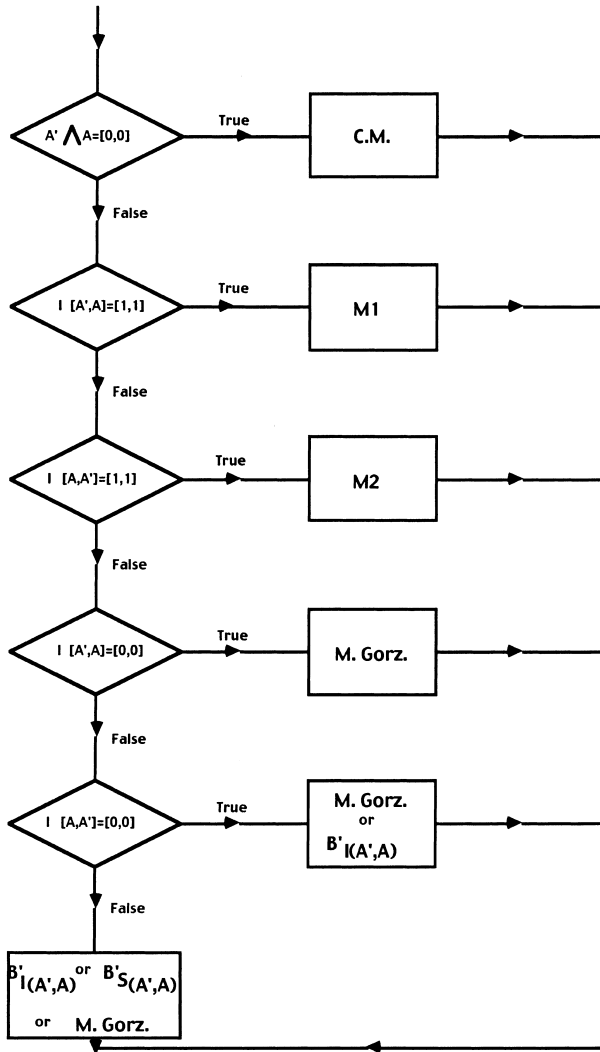 True
A' ⋀ A=[0,0]
C.M.
False
True
I [A',A]=[1,1]
M1
False
True
I [A,A']=[1,1]
M2
False
True
I [A',A]=[0,0]
M. Gorz.
False
True
I [A,A']=[0,0]
M. Gorz.
or
B'I(A',A)
False
B'I(A',A) or B'S(A',A)
or M. Gorz.